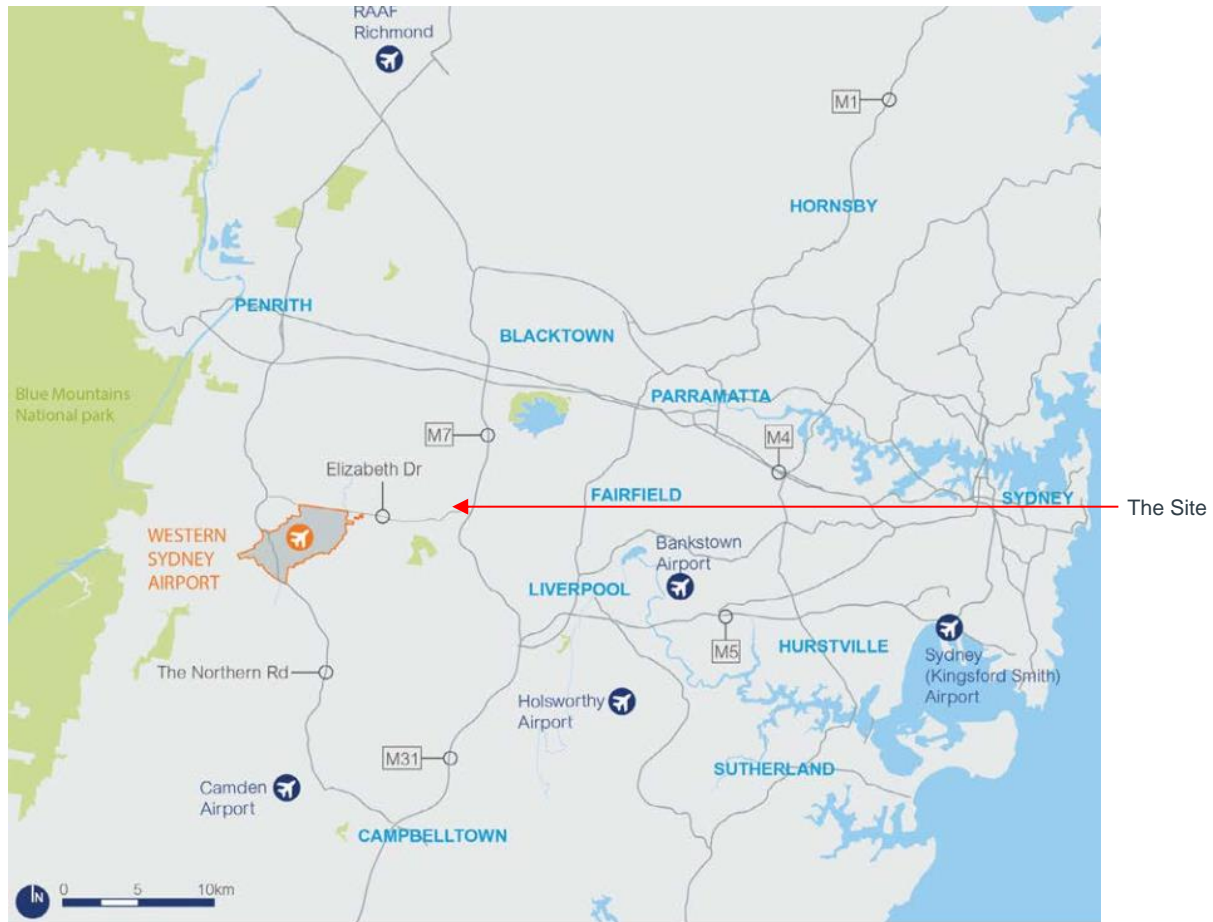 RAAF
Richmond
M1
HORNSBY
PENRITH
BLACKTOWN
Blue Mountains
National park
PARRAMATTA
M7
M4
Elizabeth Dr
FAIRFIELD
SYDNEY
The Site
WESTERN
SYDNEY
AIRPORT
Bankstown
Airport
LIVERPOOL
M5
HURSTVILLE
Sydney
(Kingsford Smith)
Airport
The Northern Rd
Holsworthy
Airport
M31
SUTHERLAND
Camden
Airport
CAMPBELLTOWN
N
0 5 10km